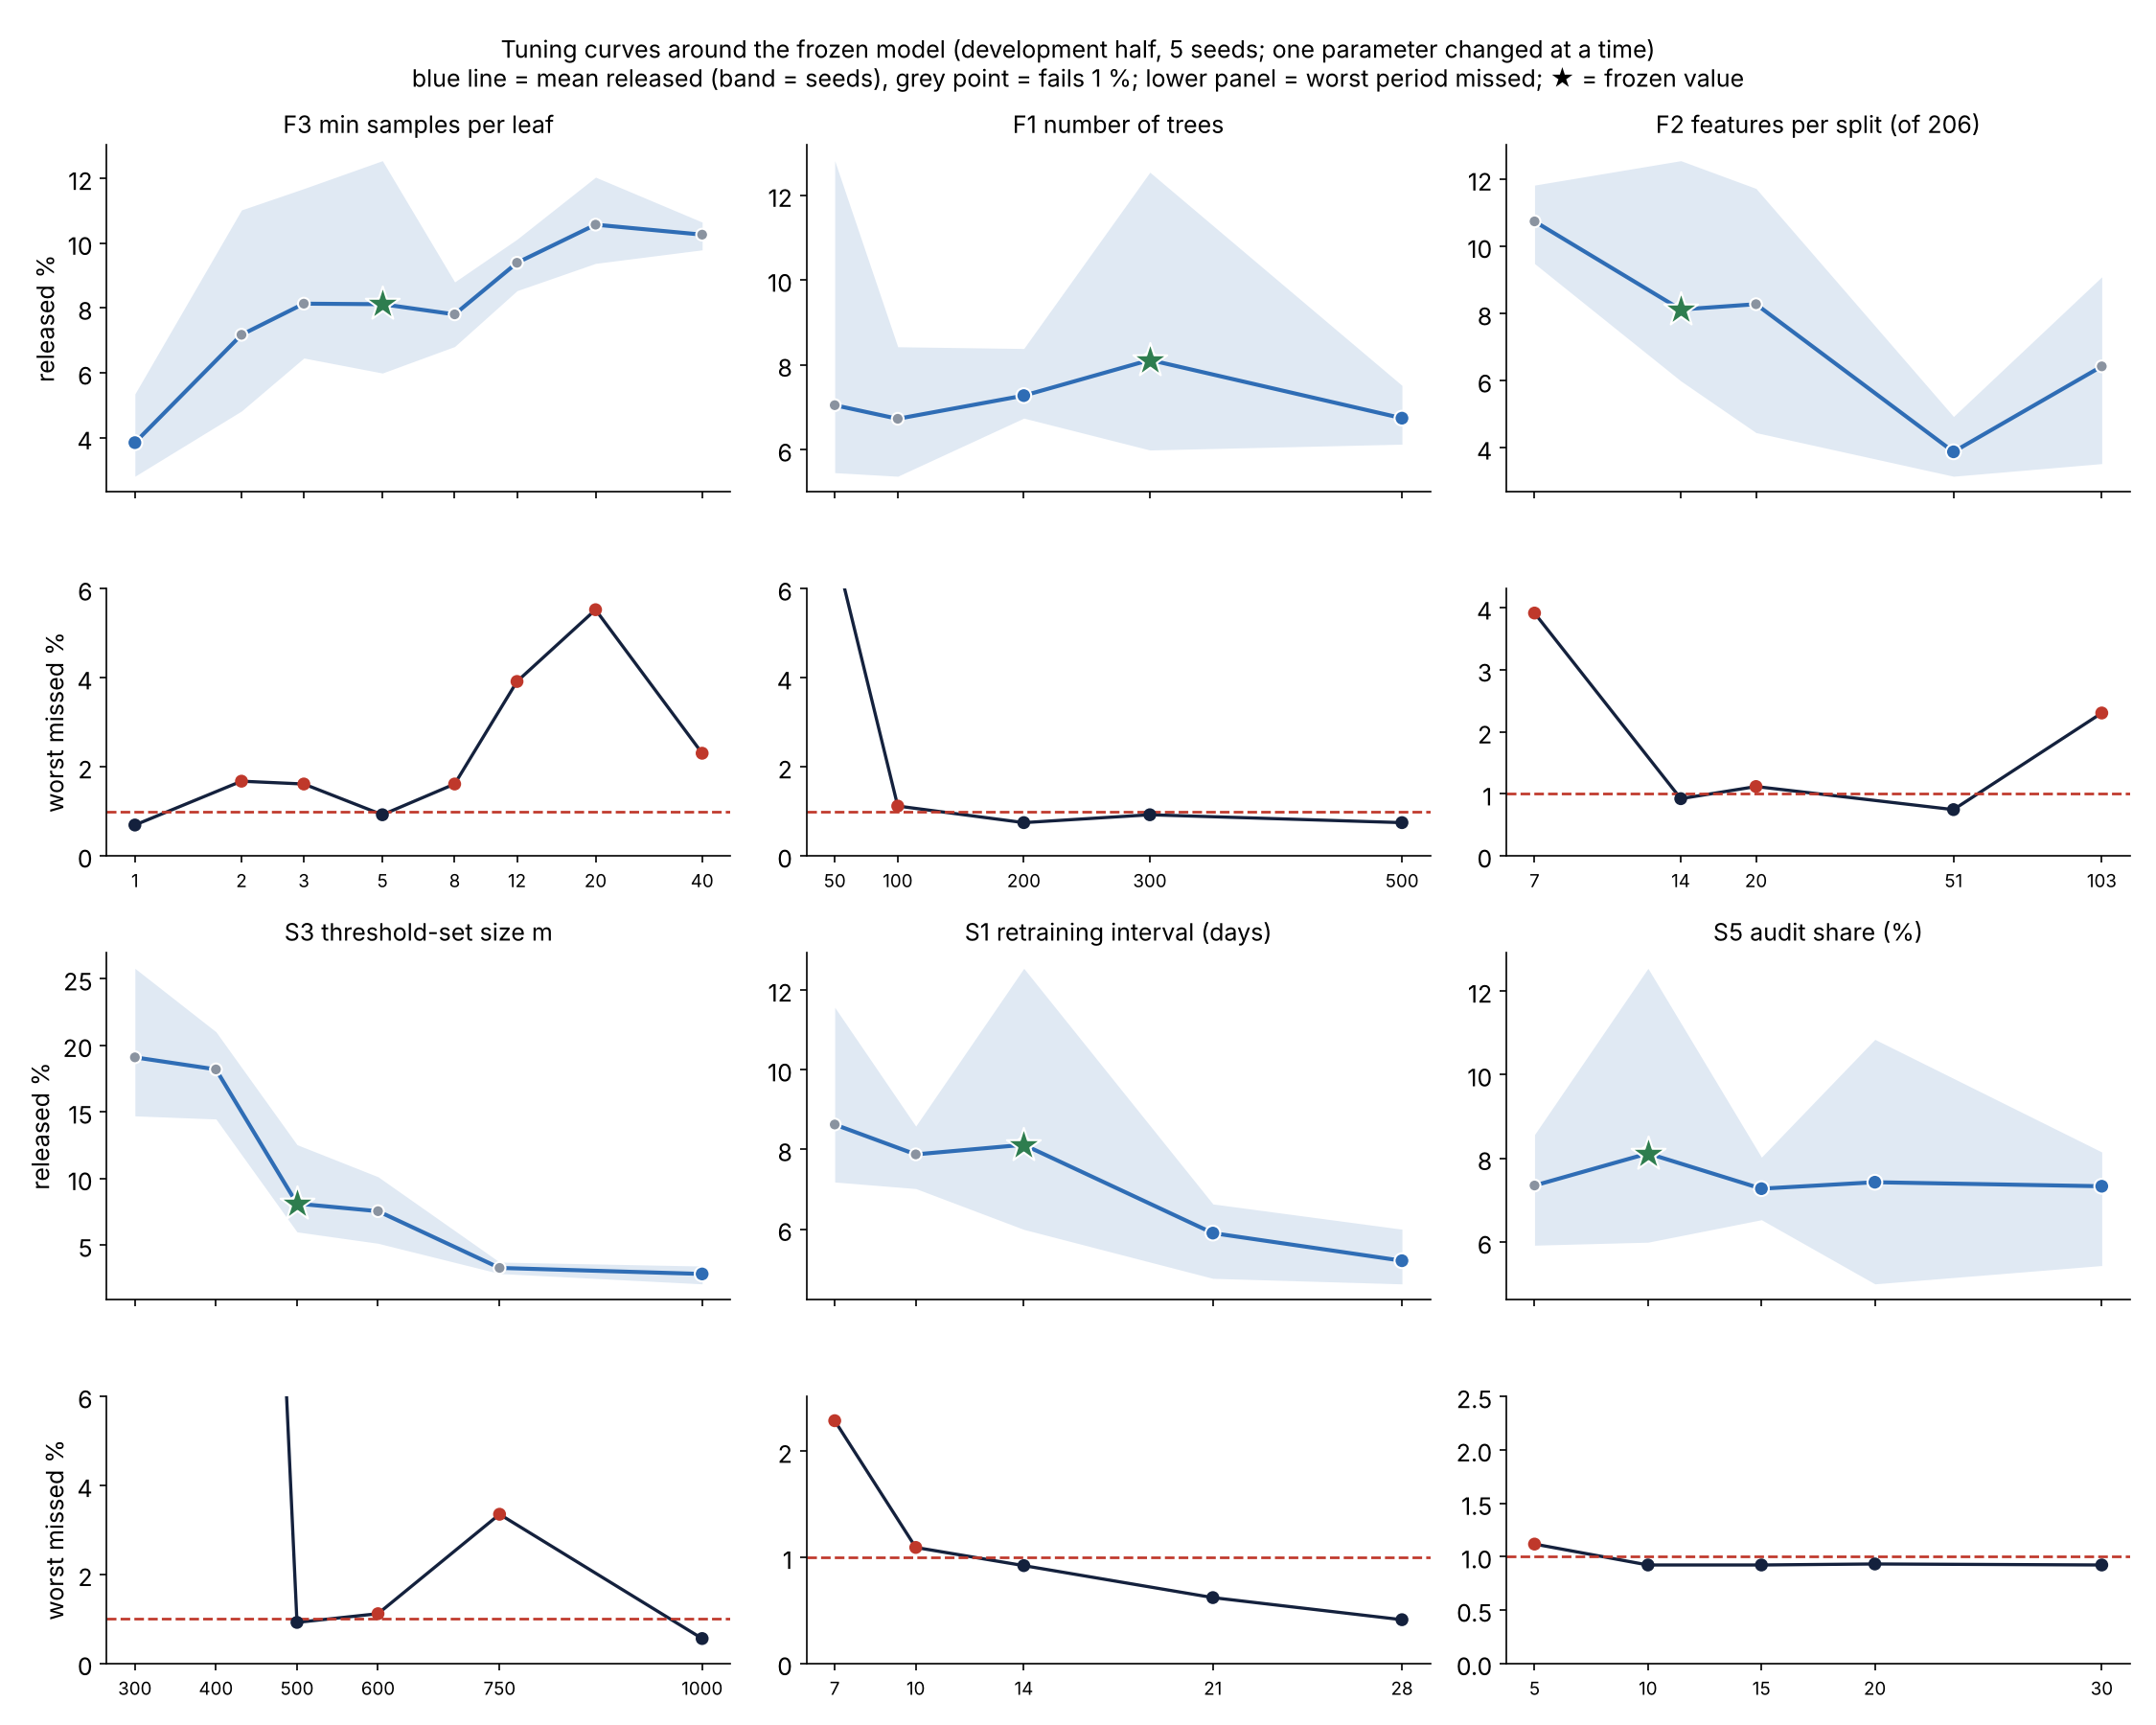 Tuning curves around the frozen model (development half, 5 seeds; one parameter changed at a time)
blue line = mean released (band = seeds), grey point = fails 1 %; lower panel = worst period missed; ★ = frozen value
F3 min samples per leaf
F1 number of trees
F2 features per split (of 206)
released %
12
10
8
6
4
12
10
8
6
12
10
8
6
4
worst missed %
6
4
2
0
1 2 3 5 8 12 20 40
6
4
2
0
50 100 200 300 500
4
3
2
1
0
7 14 20 51 103
S3 threshold-set size m
S1 retraining interval (days)
S5 audit share (%)
released %
25
20
15
10
5
12
10
8
6
12
10
8
6
worst missed %
6
4
2
0
300 400 500 600 750 1000
2
1
0
7 10 14 21 28
2.5
2.0
1.5
1.0
0.5
0.0
5 10 15 20 30